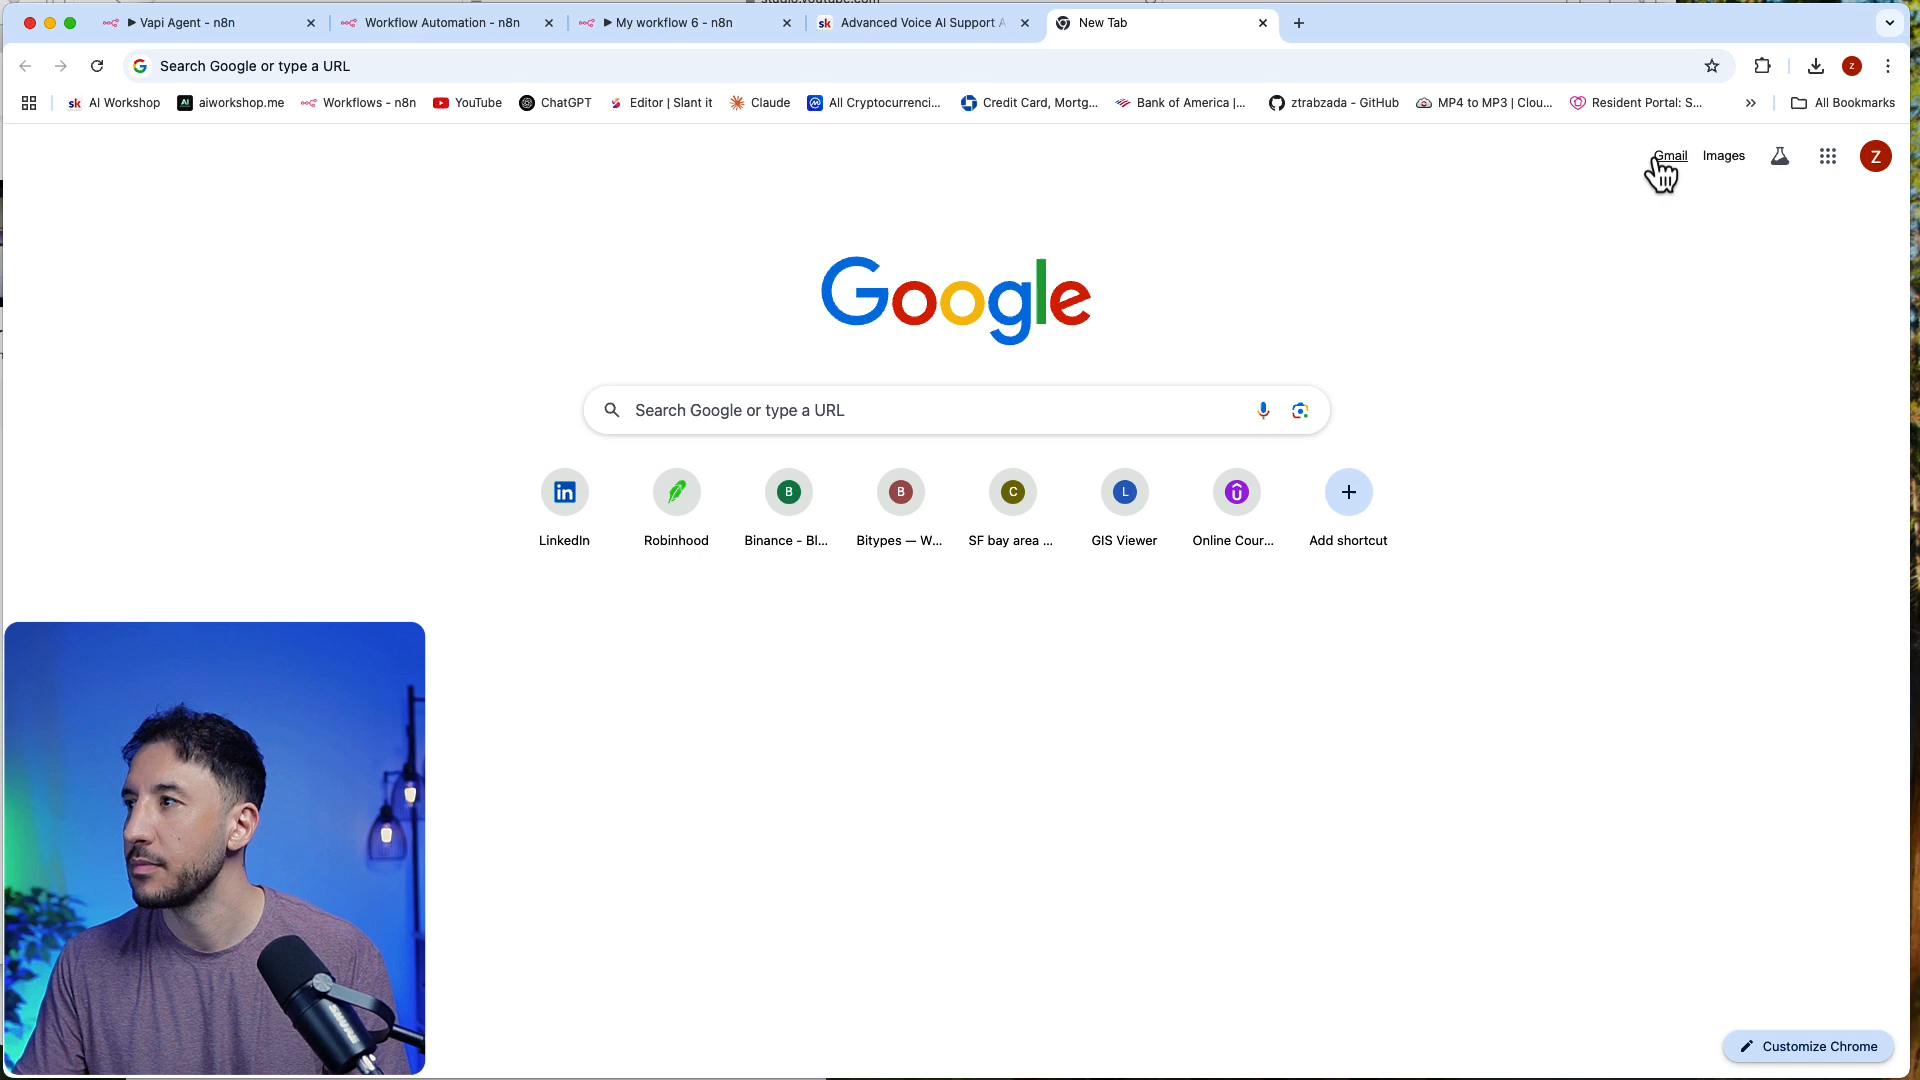 Vapi Agent - n8n
Workflow Automation - n8n
My workflow 6 - n8n
Advanced Voice AI Support A
New Tab
Search Google or type a URL
z
AI Workshop
aiworkshop.me
Workflows - n8n
YouTube
ChatGPT
Editor | Slant it
Claude
All Cryptocurrenci...
Credit Card, Mortg...
Bank of America |...
ztrabzada - GitHub
MP4 to MP3 | Clou...
Resident Portal: S...
All Bookmarks
Gmail
Images
Z
Google
Search Google or type a URL
LinkedIn
Robinhood
Binance - Bl...
Bitypes — W...
SF bay area ...
GIS Viewer
Online Cour...
Add shortcut
SHURE
Customize Chrome